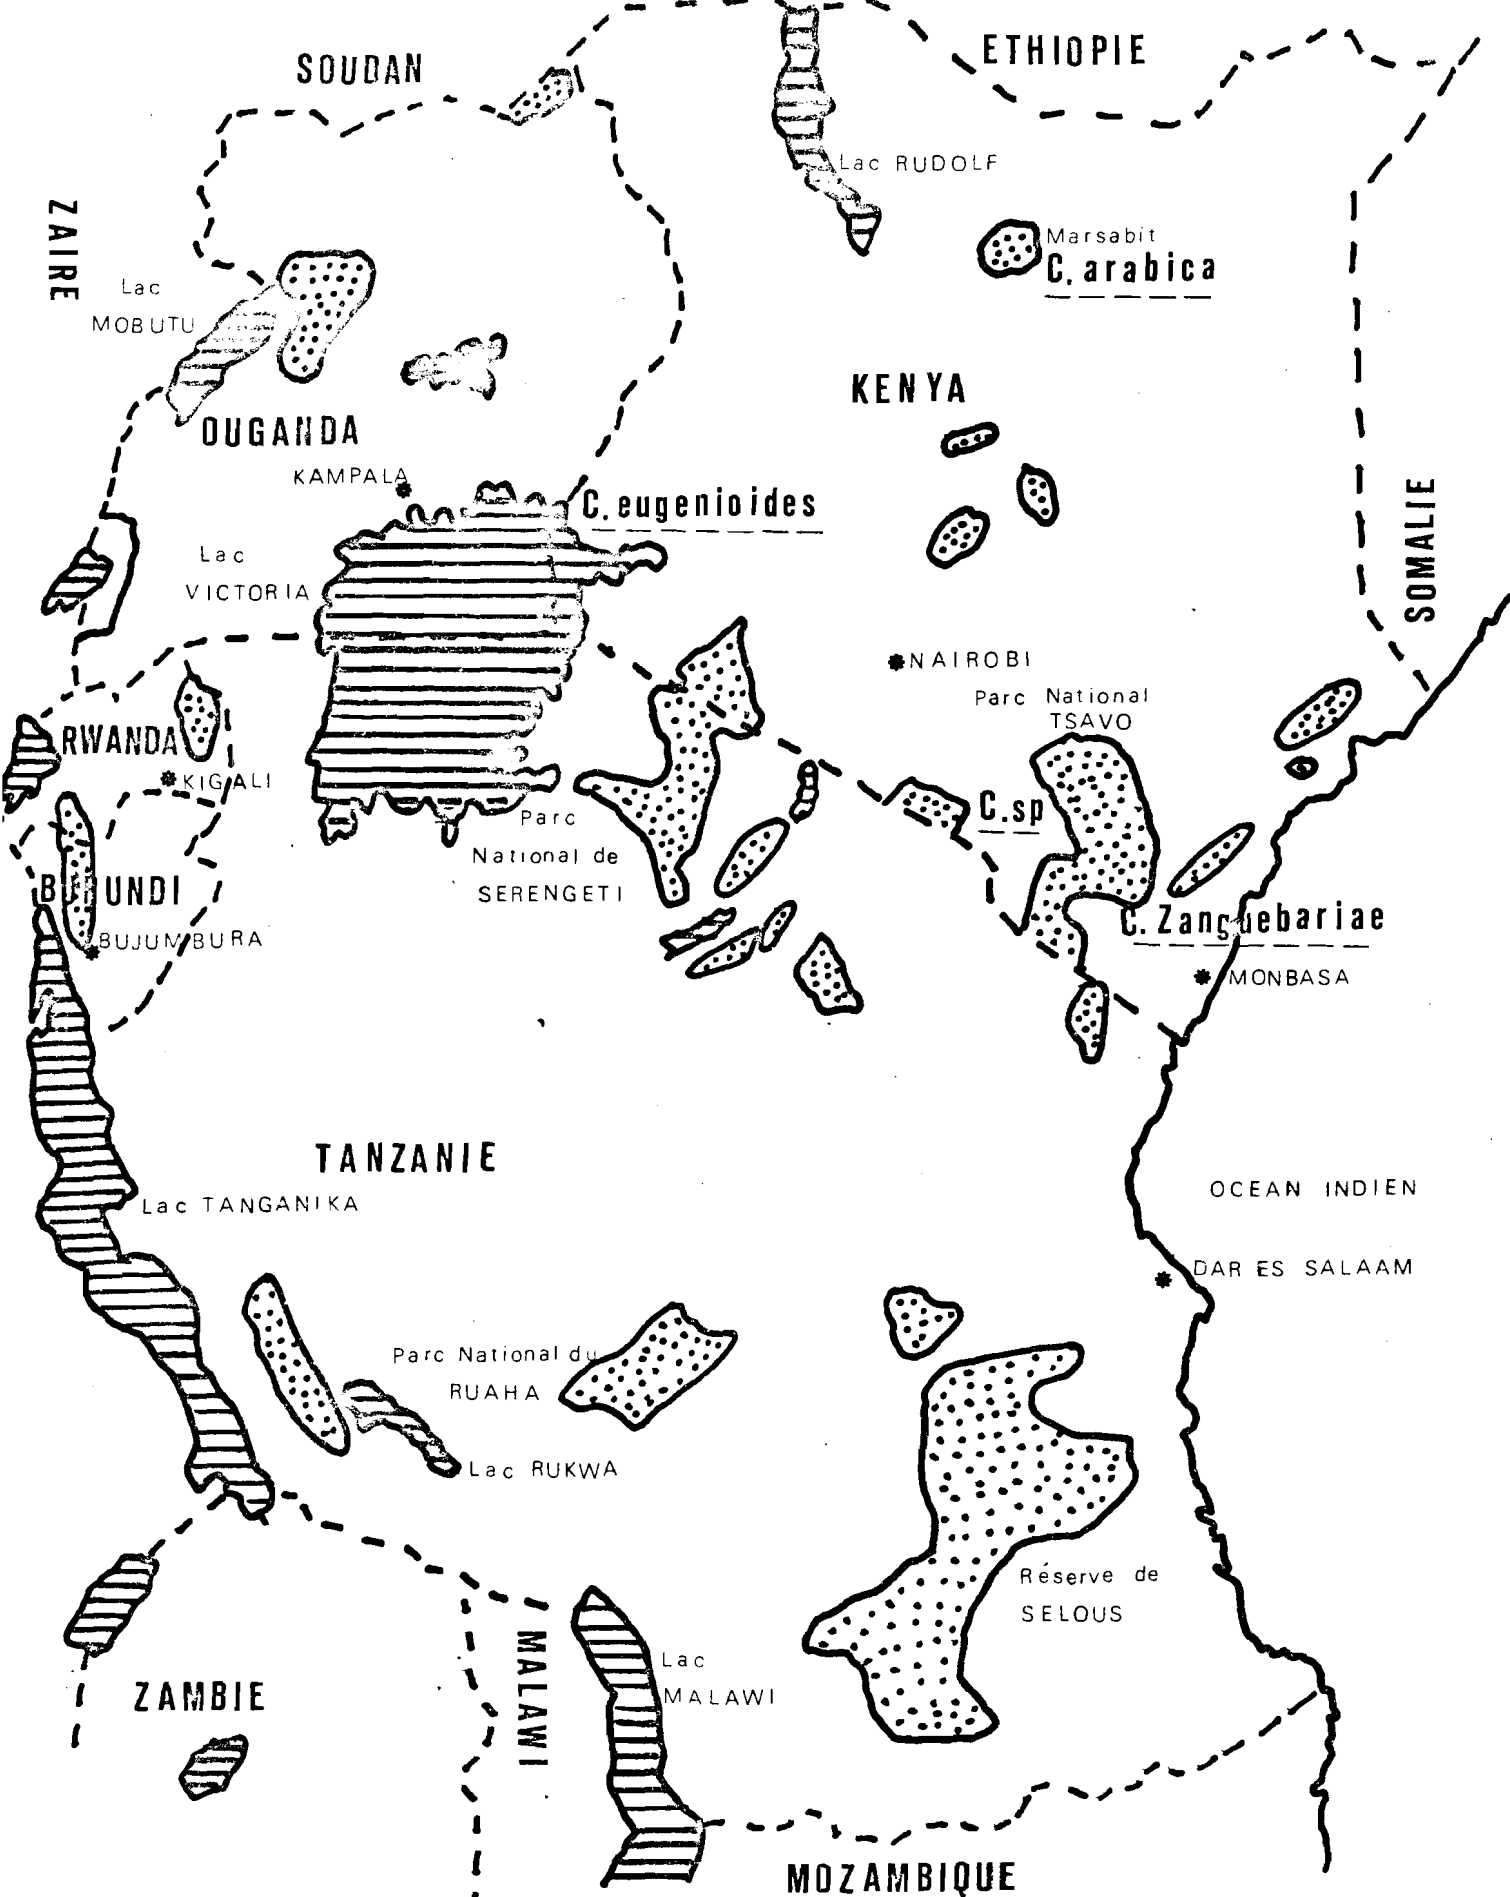 SOUDAN
ETHIOPIE
Lac RUDOLF
ZAIRE
Marsabit
C. arabica
Lac
MOBUTU
KENYA
OUGANDA
KAMPALA
C. eugenioides
SOMALIE
Lac
VICTORIA
NAIROBI
Parc National
TSAVO
RWANDA
KIGALI
C. sp
Parc
National de
SERENGETI
BURUNDI
C. Zanguebariae
BUJUMBURA
MONBASA
TANZANIE
OCEAN INDIEN
Lac TANGANIKA
DAR ES SALAAM
Parc National du
RUAHA
Lac RUKWA
Réserve de
SELOUS
MALAWI
Lac
MALAWI
ZAMBIE
MOZAMBIQUE